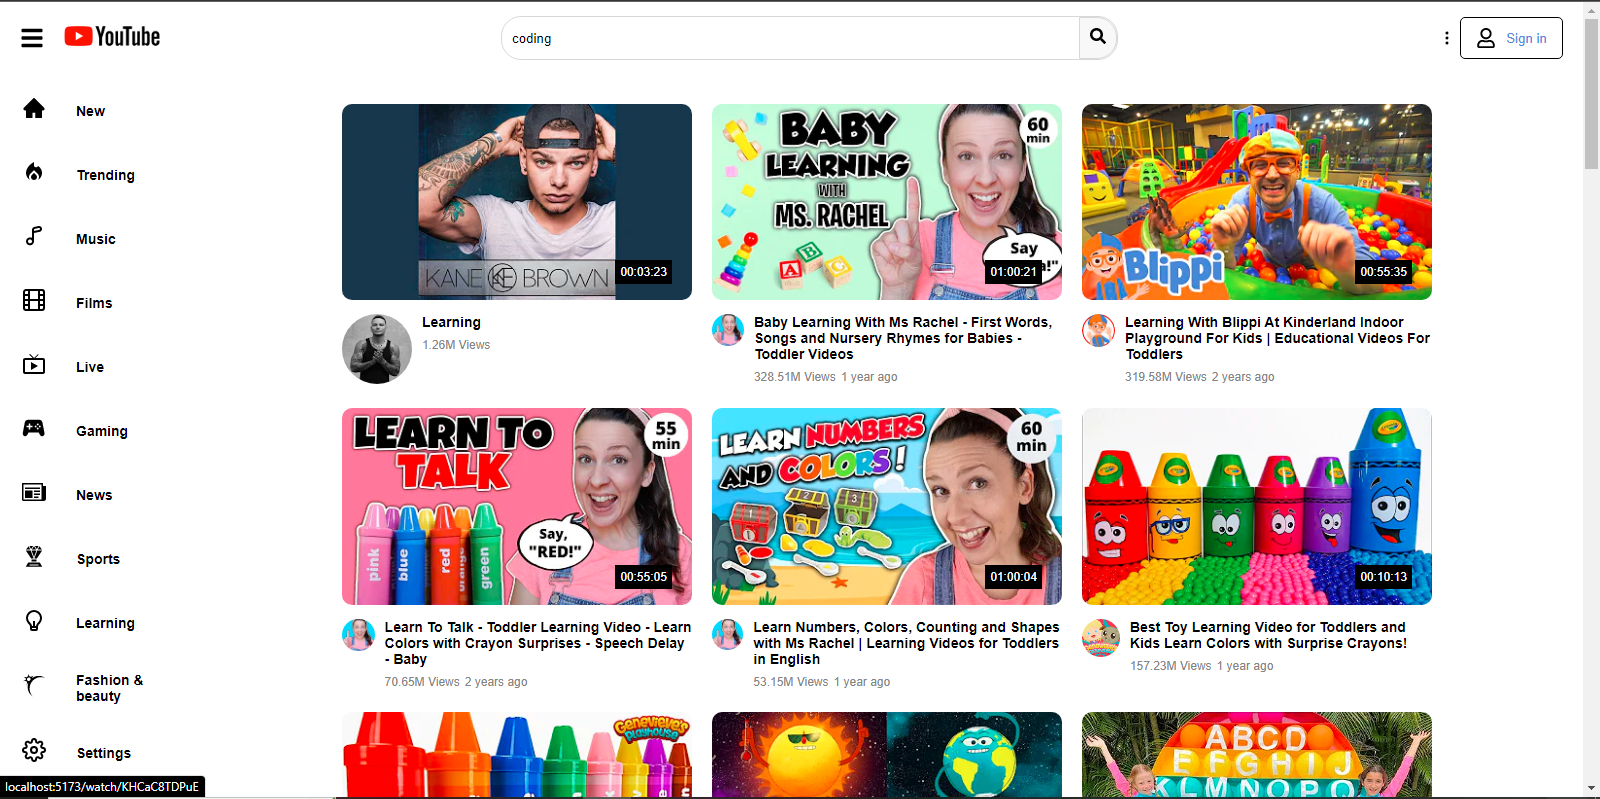 YouTube
coding
Sign in
New
Trending
Music
Films
Live
Gaming
News
Sports
Learning
Fashion &
beauty
Settings
KANE KB BROWN
00:03:23
Learning
1.26M Views
BABY
LEARNING
WITH
MS. RACHEL
60
min
Say
a!"
A B C
01:00:21
Baby Learning With Ms Rachel - First Words,
Songs and Nursery Rhymes for Babies -
Toddler Videos
328.51M Views 1 year ago
Blippi
00:55:35
Learning With Blippi At Kinderland Indoor
Playground For Kids | Educational Videos For
Toddlers
319.58M Views 2 years ago
LEARN TO
TALK
55
min
Say,
"RED!"
pink
blue
red
orange
green
00:55:05
Learn To Talk - Toddler Learning Video - Learn
Colors with Crayon Surprises - Speech Delay
- Baby
70.65M Views 2 years ago
LEARN NUMBERS
AND COLORS!
60
min
1
2
3
01:00:04
Learn Numbers, Colors, Counting and Shapes
with Ms Rachel | Learning Videos for Toddlers
in English
53.15M Views 1 year ago
00:10:13
Best Toy Learning Video for Toddlers and
Kids Learn Colors with Surprise Crayons!
157.23M Views 1 year ago
Genevieve's
Playhouse
ABCD
EFGHIJ
KLMNOPQ
localhost:5173/watch/KHCaC8TDPuE